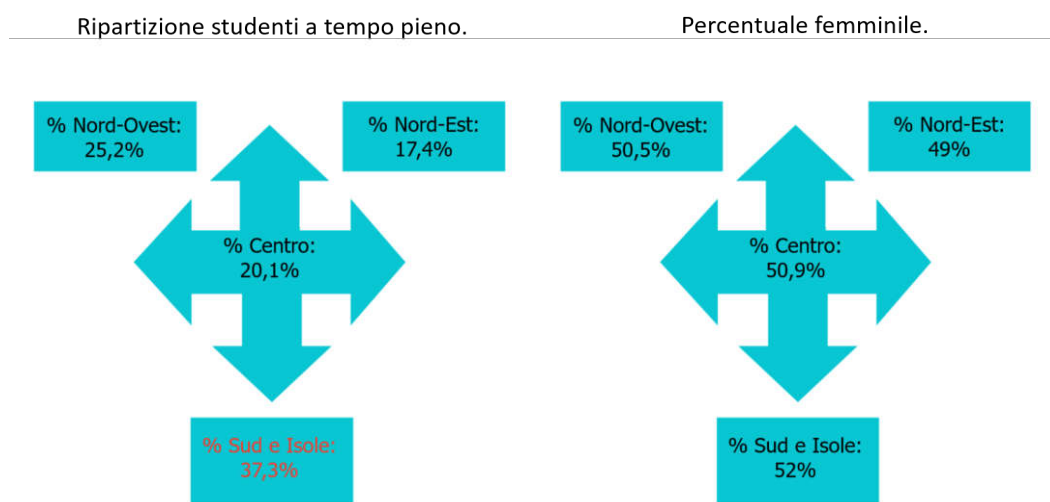 Ripartizione studenti a tempo pieno.
% Nord-Ovest:
25,2%
% Nord-Est:
17,4%
% Centro:
20,1%
% Sud e Isole:
37,3%
Percentuale femminile.
% Nord-Ovest:
50,5%
% Nord-Est:
49%
% Centro:
50,9%
% Sud e Isole:
52%